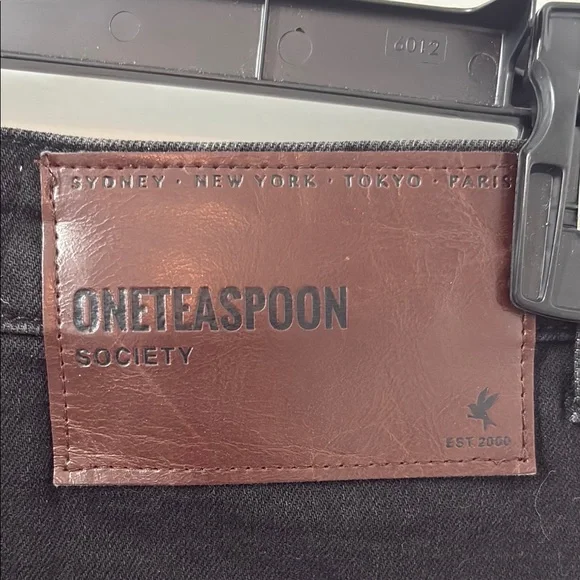 6012
SYDNEY · NEW YORK · TOKYO · PARIS
ONETEASPOON
SOCIETY
EST 2000